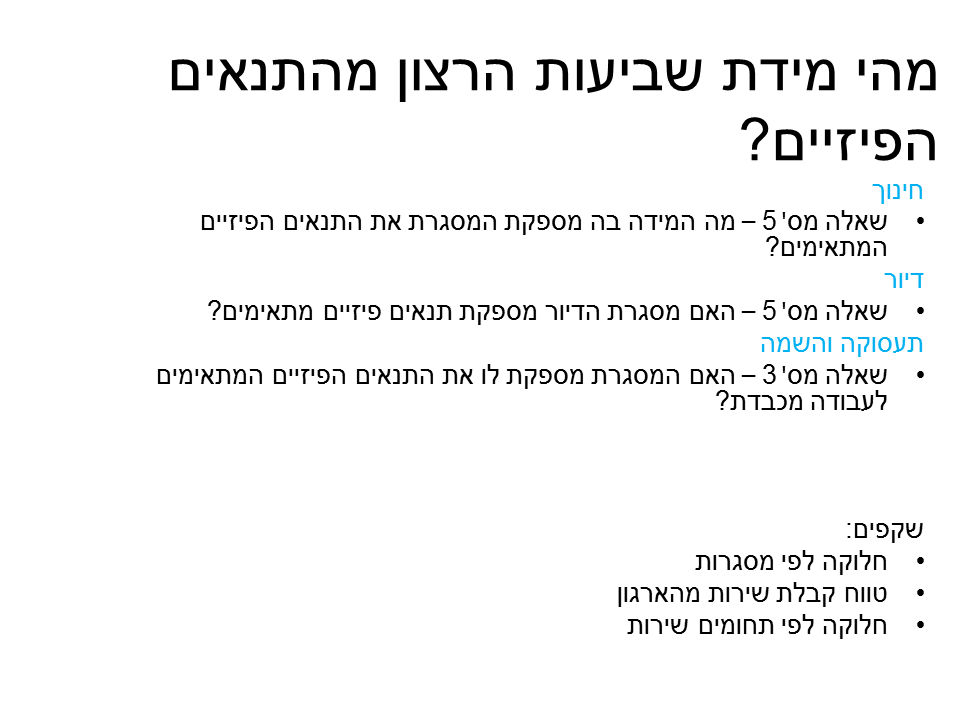 מהי מידת שביעות הרצון מהתנאים
הפיזיים?
חינוך
• שאלה מס' 5 – מה המידה בה מספקת המסגרת את התנאים הפיזיים
המתאימים?
דיור
• שאלה מס' 5 – האם מסגרת הדיור מספקת תנאים פיזיים מתאימים?
תעסוקה והשמה
• שאלה מס' 3 – האם המסגרת מספקת לו את התנאים הפיזיים המתאימים
לעבודה מכבדת?
שקפים:
• חלוקה לפי מסגרות
• טווח קבלת שירות מהארגון
• חלוקה לפי תחומים שירות